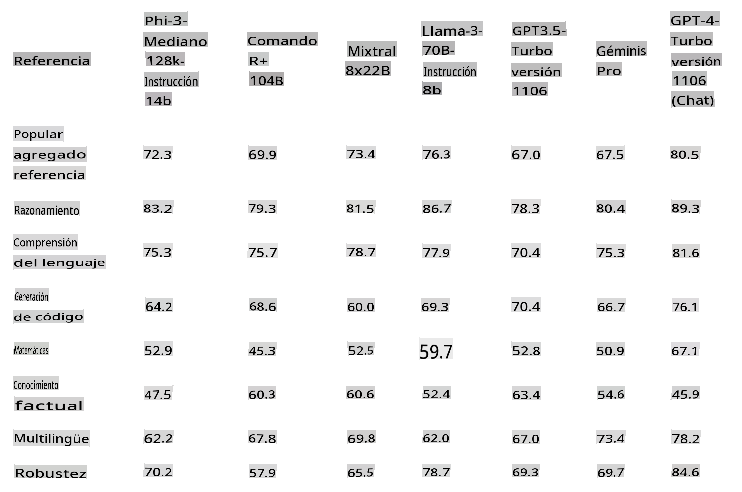 Referencia Phi-3-Mediano 128k-Instrucción 14b Comando R+ 104B Mixtral 8x22B Llama-3-70B-Instrucción 8b GPT3.5-Turbo versión 1106 Géminis Pro GPT-4-Turbo versión 1106 (Chat)
Popular agregado referencia 72.3 69.9 73.4 76.3 67.0 67.5 80.5
Razonamiento 83.2 79.3 81.5 86.7 78.3 80.4 89.3
Comprensión del lenguaje 75.3 75.7 78.7 77.9 70.4 75.3 81.6
Generación de código 64.2 68.6 60.0 69.3 70.4 66.7 76.1
Matemáticas 52.9 45.3 52.5 59.7 52.8 50.9 67.1
Conocimiento factual 47.5 60.3 60.6 52.4 63.4 54.6 45.9
Multilingüe 62.2 67.8 69.8 62.0 67.0 73.4 78.2
Robustez 70.2 57.9 65.5 78.7 69.3 69.7 84.6